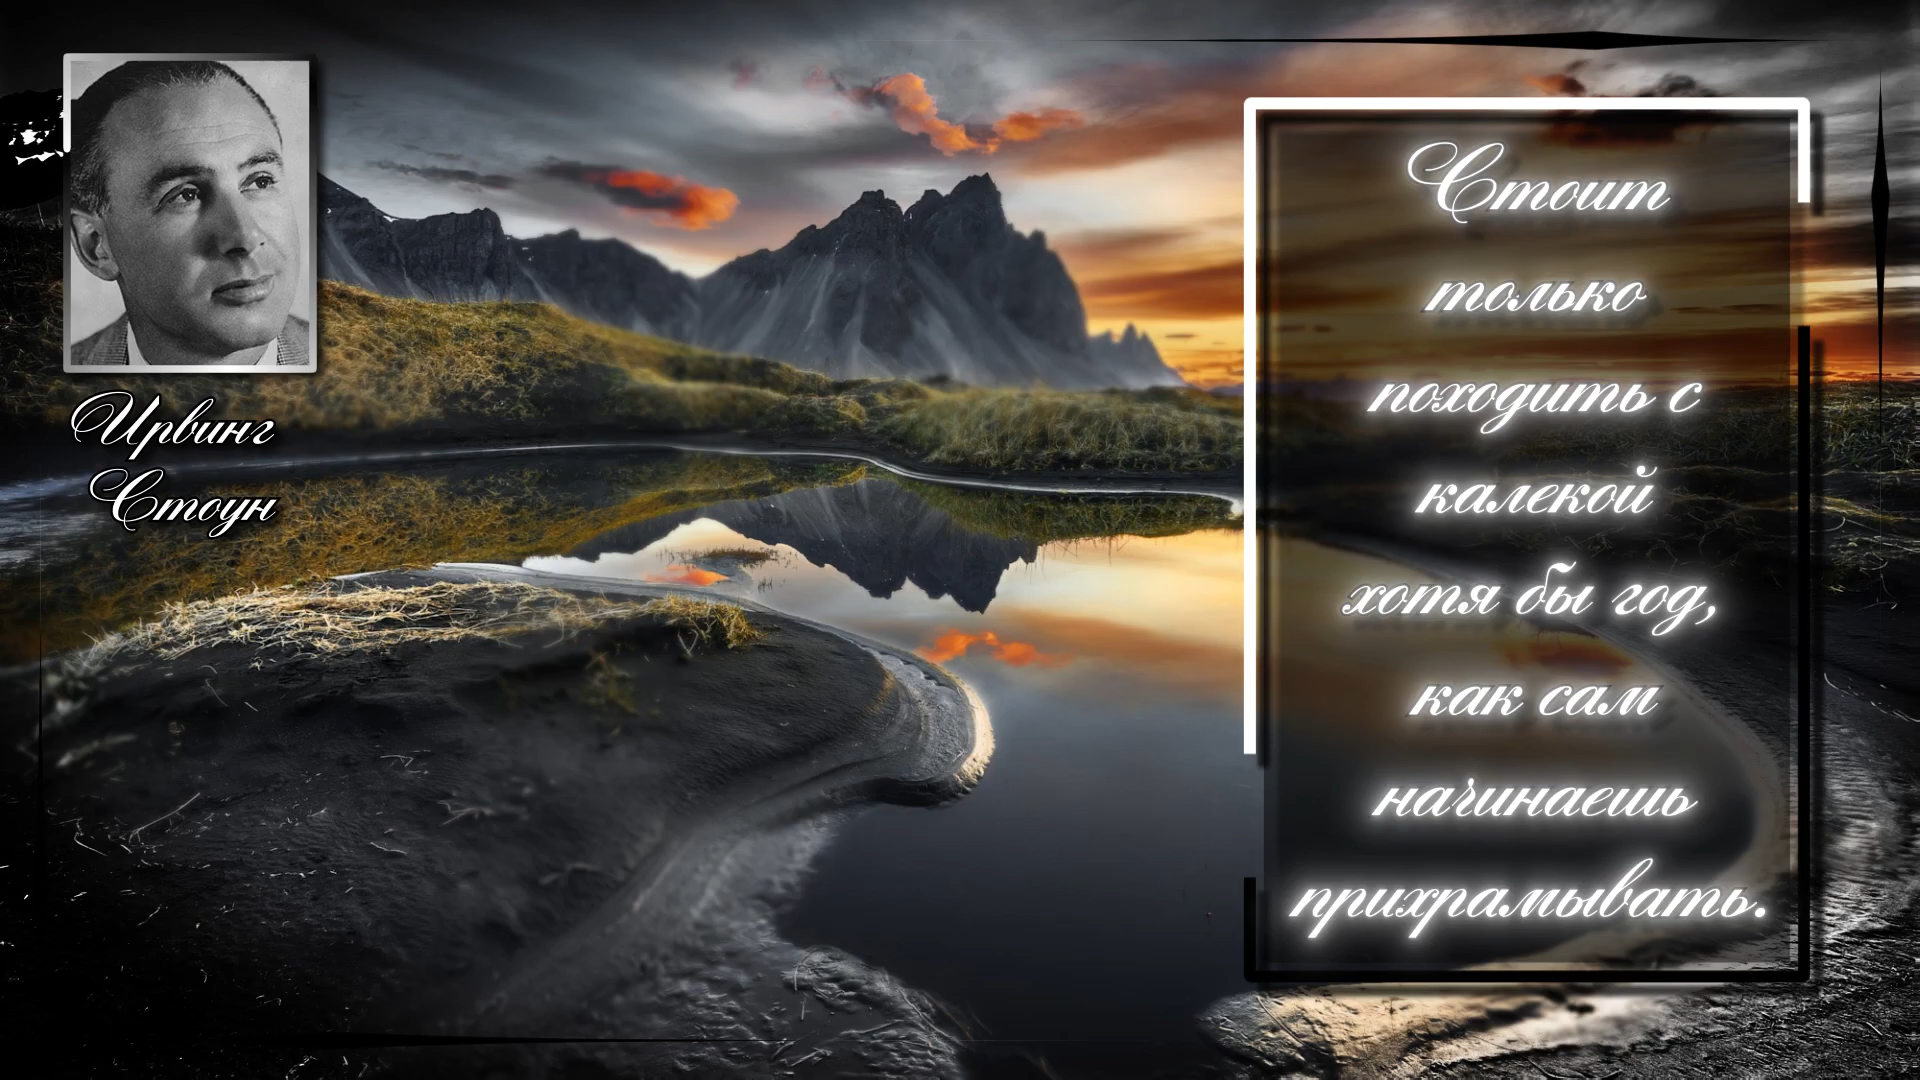 Ирвинг
Стоун
Стоит
только
походить с
калекой
хотя бы год,
как сам
начинаешь
прихрамывать.